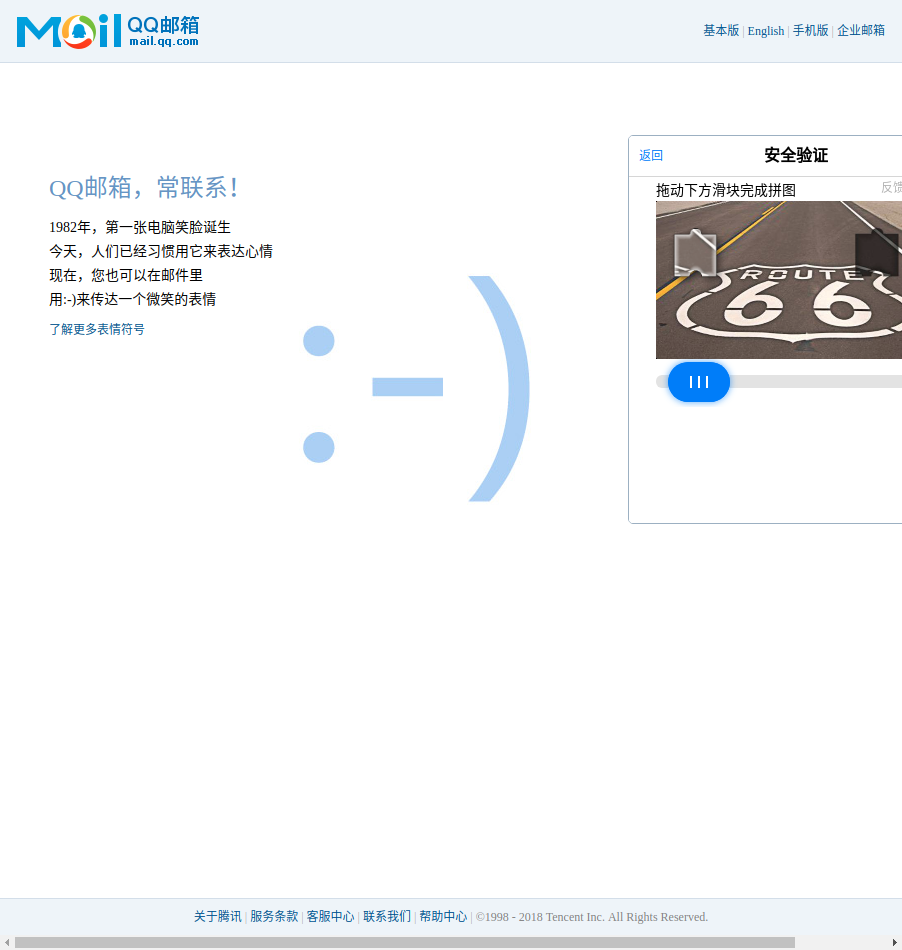 Mail QQ邮箱
mail.qq.com
基本版 | English | 手机版 | 企业邮箱
返回 安全验证
拖动下方滑块完成拼图 反馈
ROUTE
66
QQ邮箱，常联系！
1982年，第一张电脑笑脸诞生
今天，人们已经习惯用它来表达心情
现在，您也可以在邮件里
用:-)来传达一个微笑的表情
了解更多表情符号
:-)
关于腾讯 | 服务条款 | 客服中心 | 联系我们 | 帮助中心 | ©1998 - 2018 Tencent Inc. All Rights Reserved.